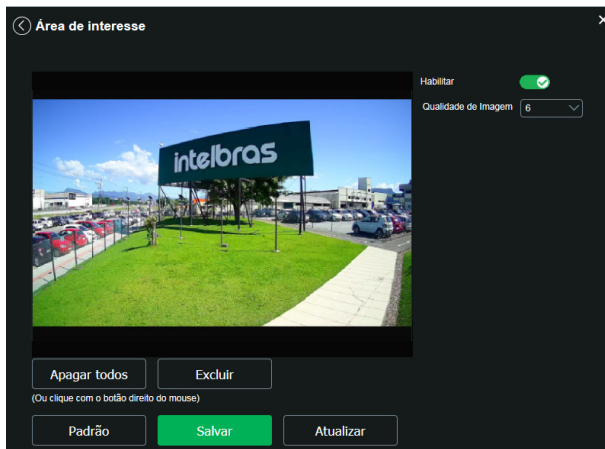 Área de interesse
Habilitar
Qualidade de Imagem 6
intelbras
Apagar todos Excluir
(Ou clique com o botão direito do mouse)
Padrão Salvar Atualizar